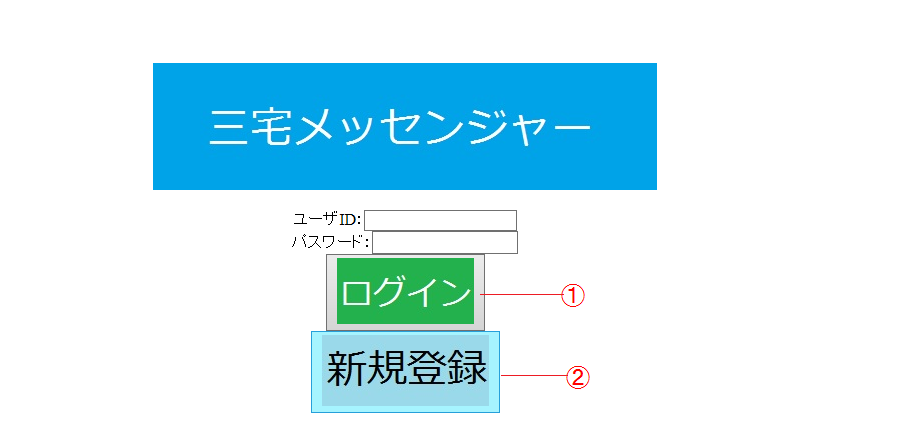 三宅メッセンジャー
ユーザID:
パスワード:
ログイン
①
新規登録
②